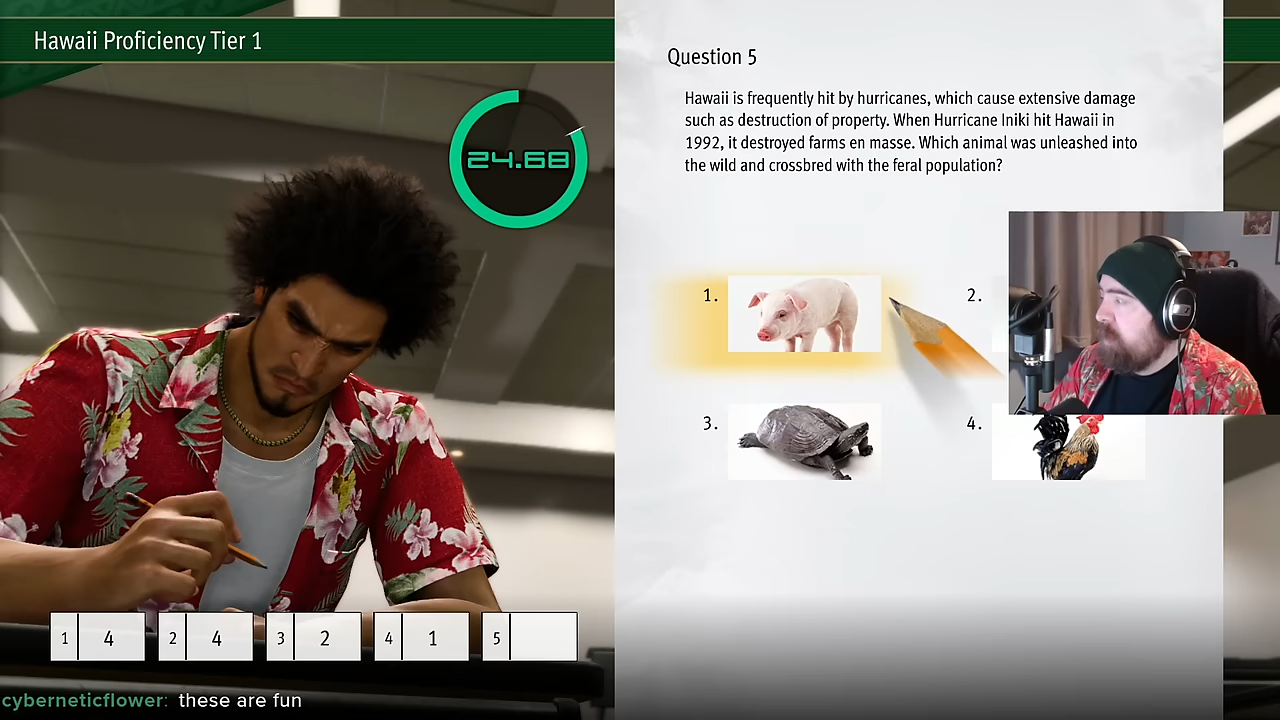 Hawaii Proficiency Tier 1
24.68
Question 5
Hawaii is frequently hit by hurricanes, which cause extensive damage
such as destruction of property. When Hurricane Iniki hit Hawaii in
1992, it destroyed farms en masse. Which animal was unleashed into
the wild and crossbred with the feral population?
1.
2.
3.
4.
1 4 2 4 3 2 4 1 5
cyberneticflower: these are fun